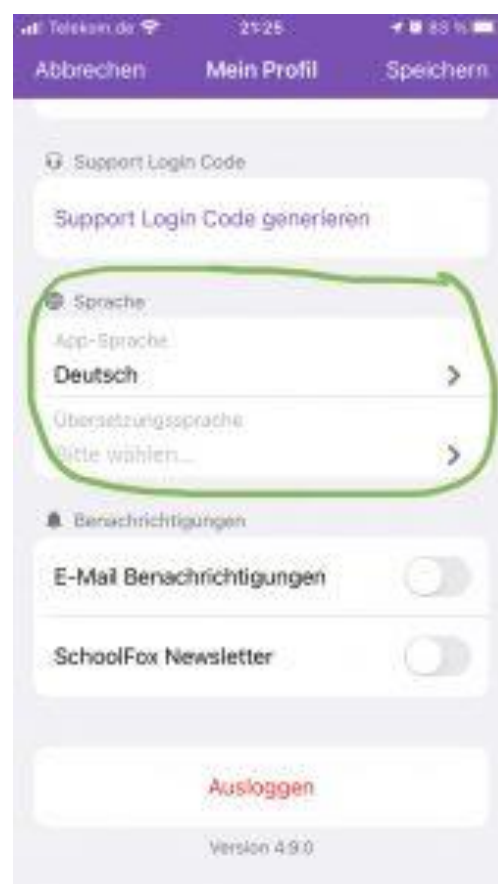 Telekom.de 21:25 83 %
Abbrechen Mein Profil Speichern
Support Login Code
Support Login Code generieren
Sprache
App-Sprache
Deutsch
Übersetzungssprache
Bitte wählen...
Benachrichtigungen
E-Mail Benachrichtigungen
SchoolFox Newsletter
Ausloggen
Version 4.9.0